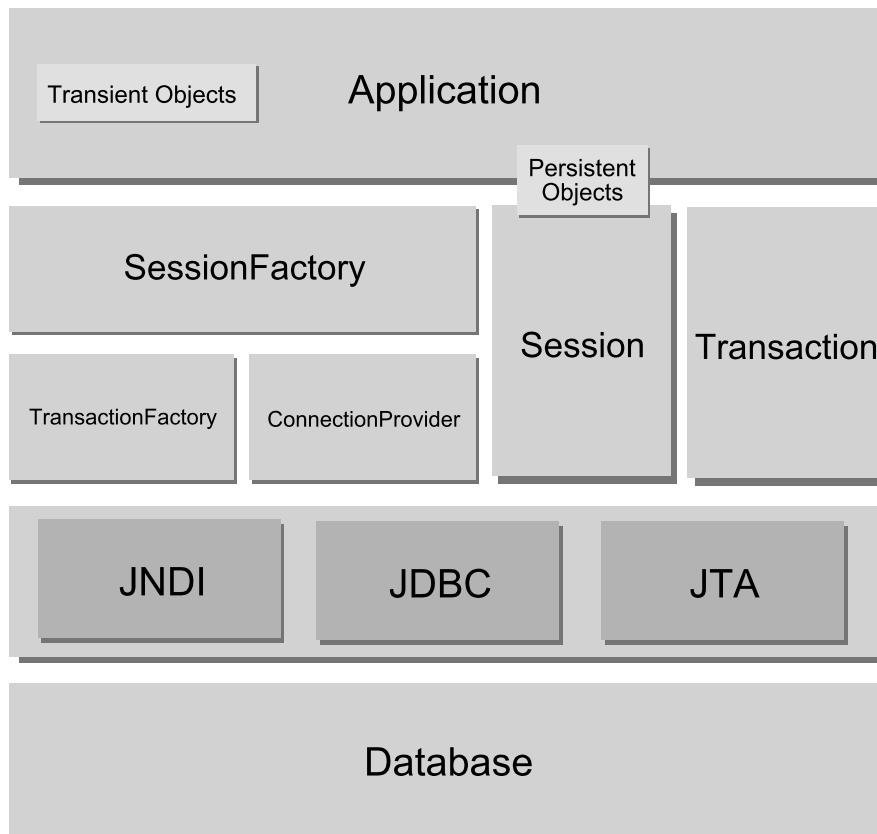 Transient Objects
Application
Persistent
Objects
SessionFactory
Session
Transaction
TransactionFactory
ConnectionProvider
JNDI
JDBC
JTA
Database